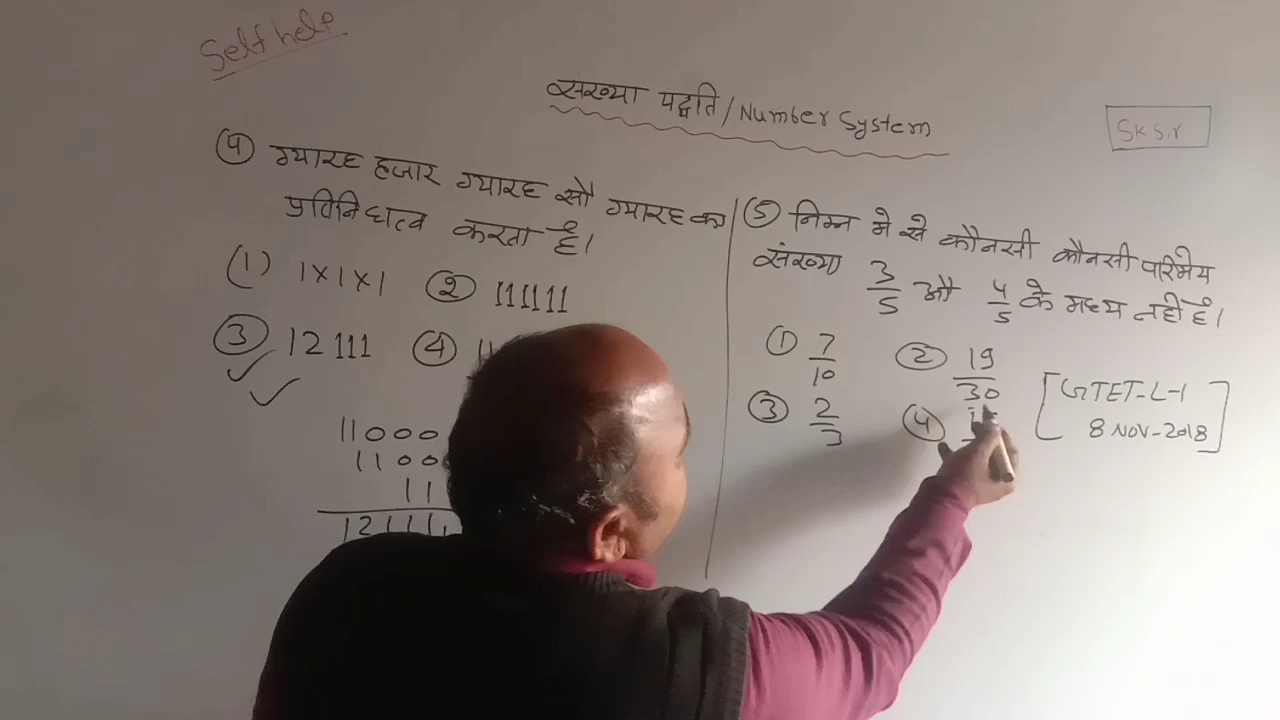 Self help
संख्या पद्धति / Number System
SK Sir
④ ग्यारह हजार ग्यारह सौ ग्यारह का
प्रतिनिधत्व करता है।
(1) 1×1×1 ② 111111
③ 12111 ④
11000
1100
11
12111
⑤ निम्न मे से कौनसी कौनसी परिमेय
संख्या 3/5 औ 4/5 के मध्य नहीं है।
① 7/10 ② 19/30
③ 2/3 ④
[GTET-L-1
8 NOV-2018]